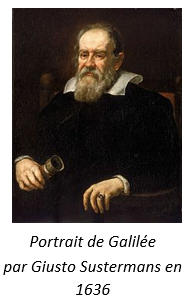 Portrait de Galilée
par Giusto Sustermans en
1636